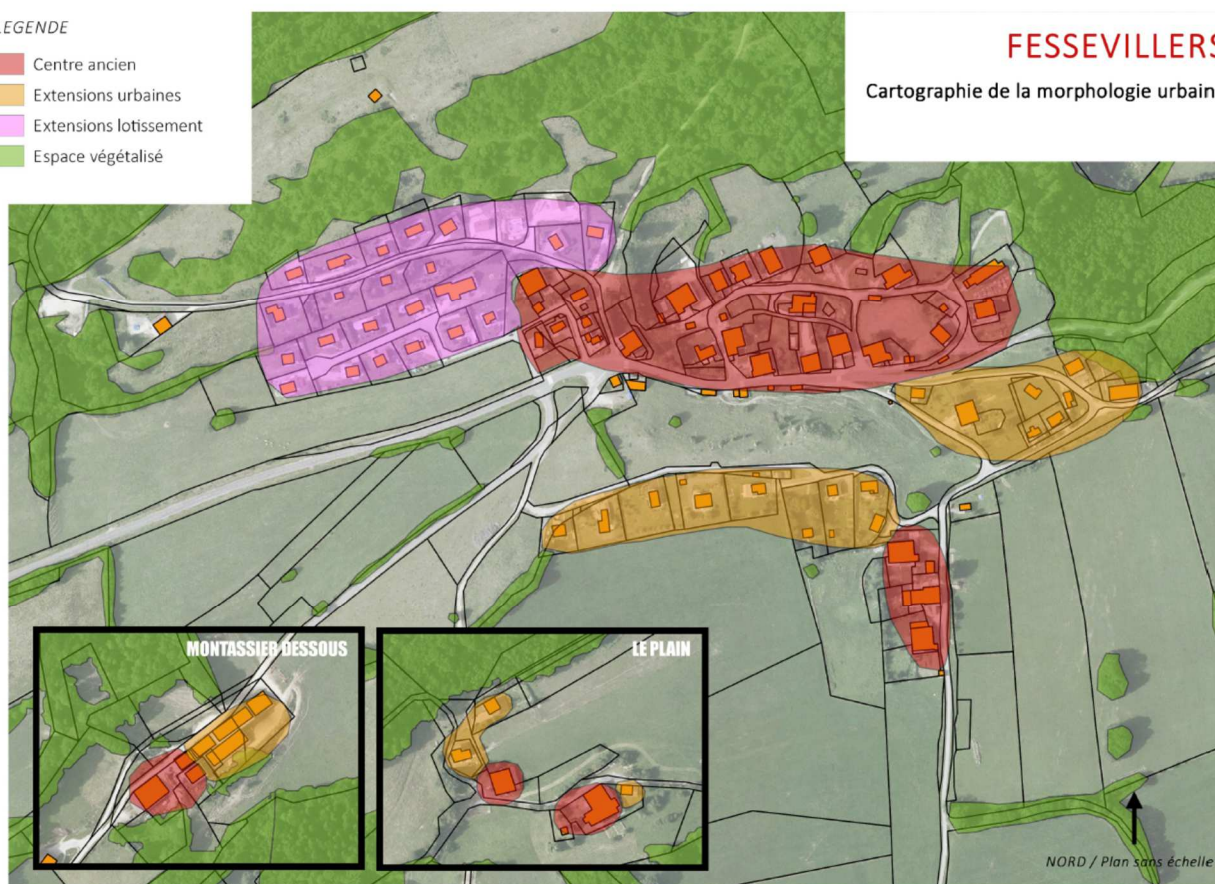 LEGENDE
Centre ancien
Extensions urbaines
Extensions lotissement
Espace végétalisé
FESSEVILLERS
Cartographie de la morphologie urbain
MONTASSIER DESSOUS
LE PLAIN
NORD / Plan sans échelle